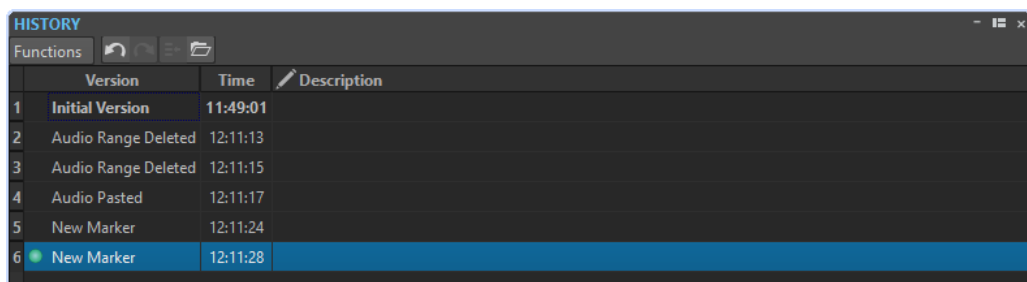 HISTORY
Functions
Version Time Description
1 Initial Version 11:49:01
2 Audio Range Deleted 12:11:13
3 Audio Range Deleted 12:11:15
4 Audio Pasted 12:11:17
5 New Marker 12:11:24
6 New Marker 12:11:28